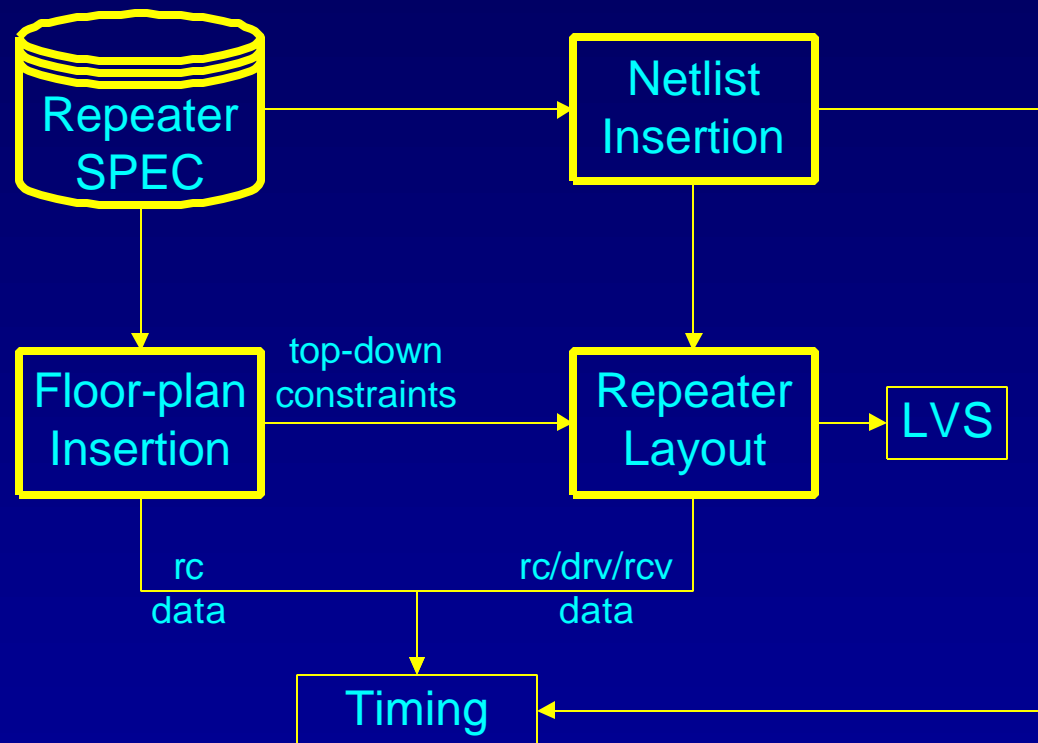 Repeater
SPEC
Netlist
Insertion
Floor-plan
Insertion
top-down
constraints
Repeater
Layout
LVS
rc
data
rc/drv/rcv
data
Timing